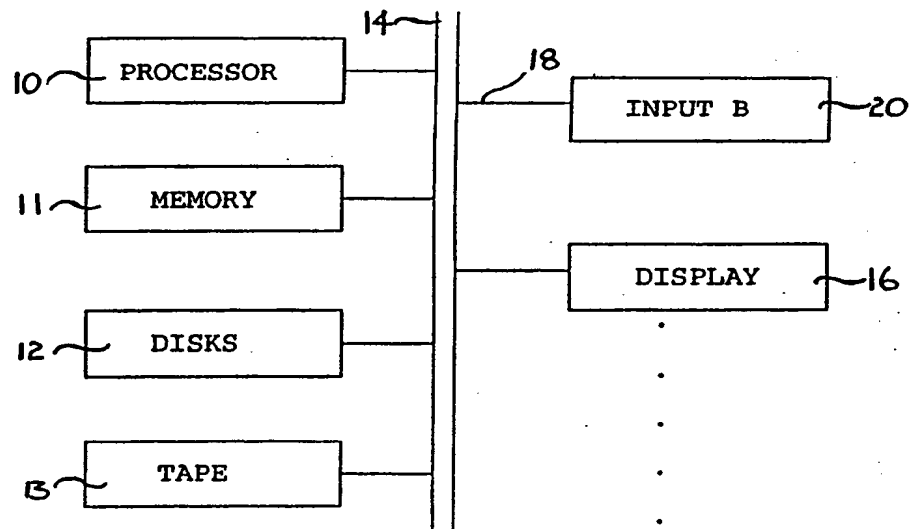 14
10 PROCESSOR
18
INPUT B 20
11 MEMORY
DISPLAY 16
12 DISKS
13 TAPE